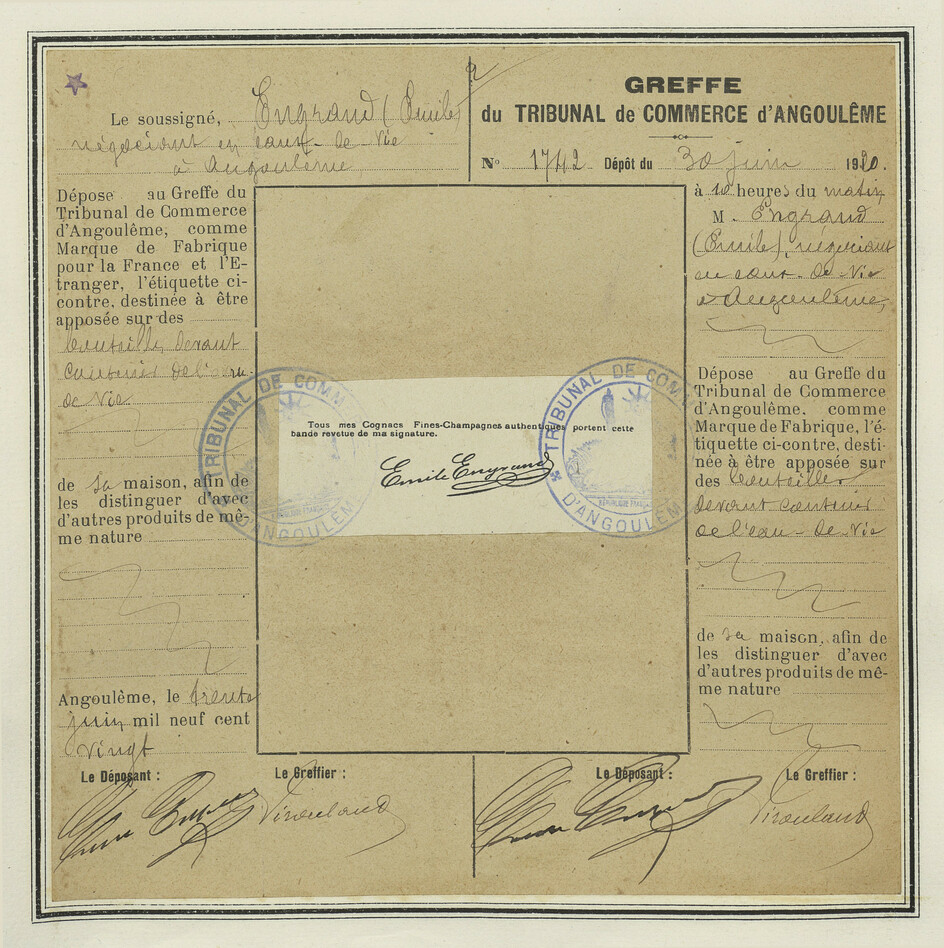 Le soussigné, Engrand (Emile)
négociant en eaux-de-vie
à Angoulême,
Dépose au Greffe du
Tribunal de Commerce
d'Angoulême, comme
Marque de Fabrique
pour la France et l'E-
tranger, l'étiquette ci-
contre, destinée à être
apposée sur des
bouteilles devant
contenir de l'eau-
de-vie
de sa maison, afin de
les distinguer d'avec
d'autres produits de mê-
me nature
Angoulême, le trente
juin mil neuf cent
vingt
Le Déposant :
Le Greffier :
TRIBUNAL DE COMM
D'ANGOULÊM
Tous mes Cognacs Fines-Champagnes authentiques portent cette
bande revetue de ma signature.
Emile Engrand
TRIBUNAL DE COM
D'ANGOULÊM
RÉPUBLIQUE FRANÇAISE
GREFFE
du TRIBUNAL de COMMERCE d'ANGOULÊME
N° 1742 Dépôt du 30 juin 1920.
à 10 heures du matin
M. Engrand
(Emile), négociant
en eaux-de-vie
à Angoulême,
Dépose au Greffe du
Tribunal de Commerce
d'Angoulême, comme
Marque de Fabrique, l'é-
tiquette ci-contre, desti-
née à être apposée sur
des bouteilles
devant contenir
de l'eau-de-vie
de sa maison, afin de
les distinguer d'avec
d'autres produits de mê-
me nature
Le Déposant :
Le Greffier :